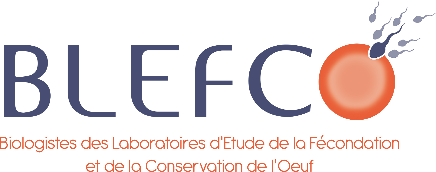 BLEFCO
Biologistes des Laboratoires d'Etude de la Fécondation
et de la Conservation de l'Oeuf